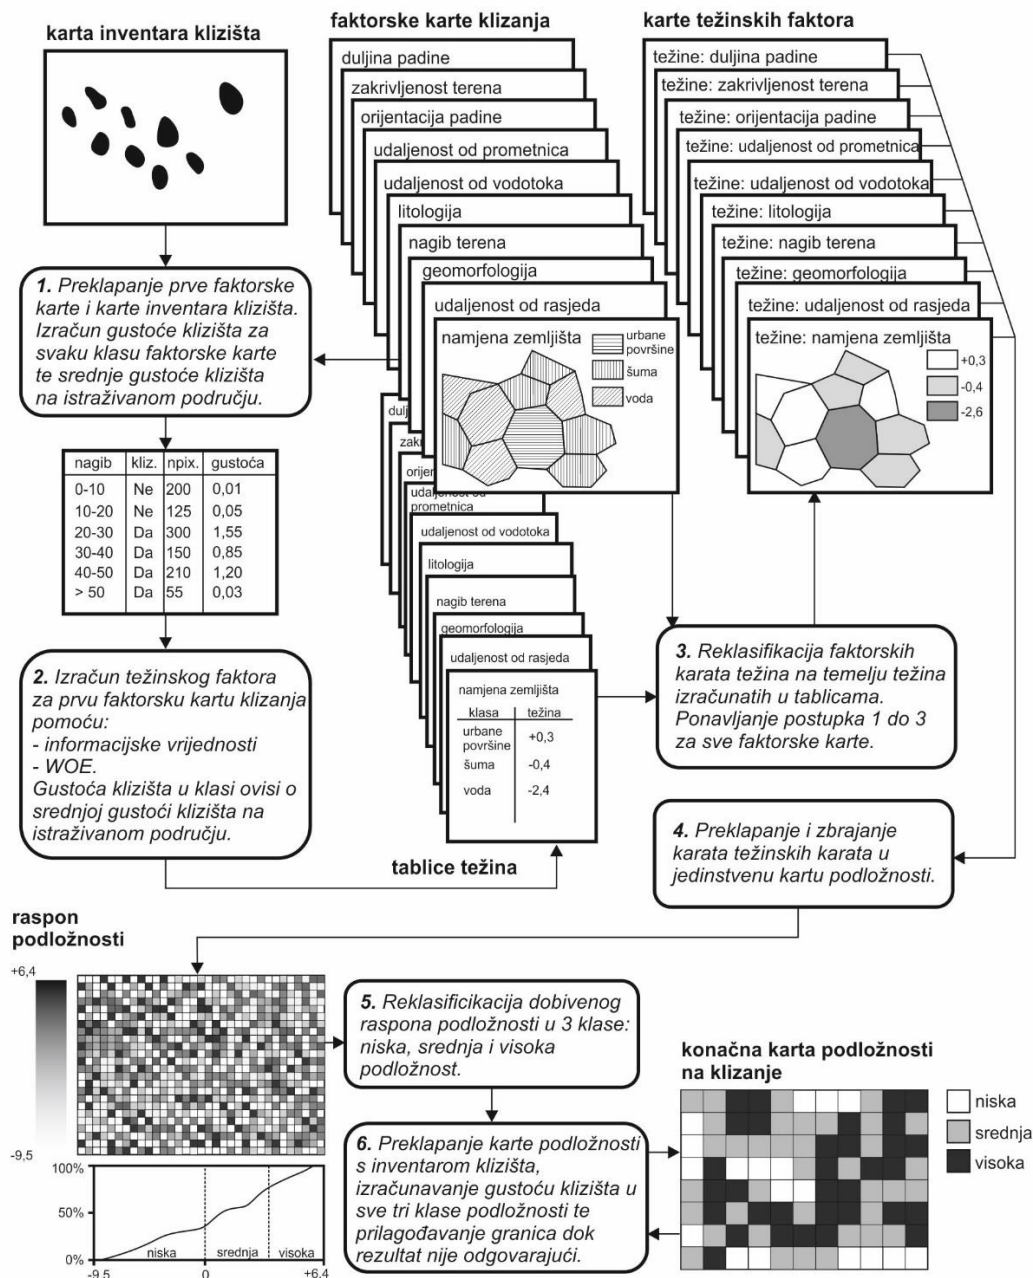 karta inventara klizišta
faktorske karte klizanja
duljina padine
zakrivljenost terena
orijentacija padine
udaljenost od prometnica
udaljenost od vodotoka
litologija
nagib terena
geomorfologija
udaljenost od rasjeda
namjena zemljišta
urbane
površine
šuma
voda
karte težinskih faktora
težine: duljina padine
težine: zakrivljenost terena
težine: orijentacija padine
težine: udaljenost od prometnica
težine: udaljenost od vodotoka
težine: litologija
težine: nagib terena
težine: geomorfologija
težine: udaljenost od rasjeda
težine: namjena zemljišta
+0,3
-0,4
-2,6
1. Preklapanje prve faktorske
karte i karte inventara klizišta.
Izračun gustoće klizišta za
svaku klasu faktorske karte
te srednje gustoće klizišta
na istraživanom području.
nagib kliz. npix. gustoća
0-10 Ne 200 0,01
10-20 Ne 125 0,05
20-30 Da 300 1,55
30-40 Da 150 0,85
40-50 Da 210 1,20
> 50 Da 55 0,03
2. Izračun težinskog faktora
za prvu faktorsku kartu klizanja
pomoću:
- informacijske vrijednosti
- WOE.
Gustoća klizišta u klasi ovisi o
srednjoj gustoći klizišta na
istraživanom području.
prometnica
udaljenost od vodotoka
litologija
nagib terena
geomorfologija
udaljenost od rasjeda
namjena zemljišta
klasa težina
urbane
površine +0,3
šuma -0,4
voda -2,4
tablice težina
3. Reklasifikacija faktorskih
karata težina na temelju težina
izračunatih u tablicama.
Ponavljanje postupka 1 do 3
za sve faktorske karte.
4. Preklapanje i zbrajanje
karata težinskih karata u
jedinstvenu kartu podložnosti.
raspon
podložnosti
+6,4
-9,5
100%
50%
0%
niska srednja visoka
-9.5 0 +6,4
5. Reklasificikacija dobivenog
raspona podložnosti u 3 klase:
niska, srednja i visoka
podložnost.
6. Preklapanje karte podložnosti
s inventarom klizišta,
izračunavanje gustoću klizišta u
sve tri klase podložnosti te
prilagođavanje granica dok
rezultat nije odgovarajući.
konačna karta podložnosti
na klizanje
niska
srednja
visoka